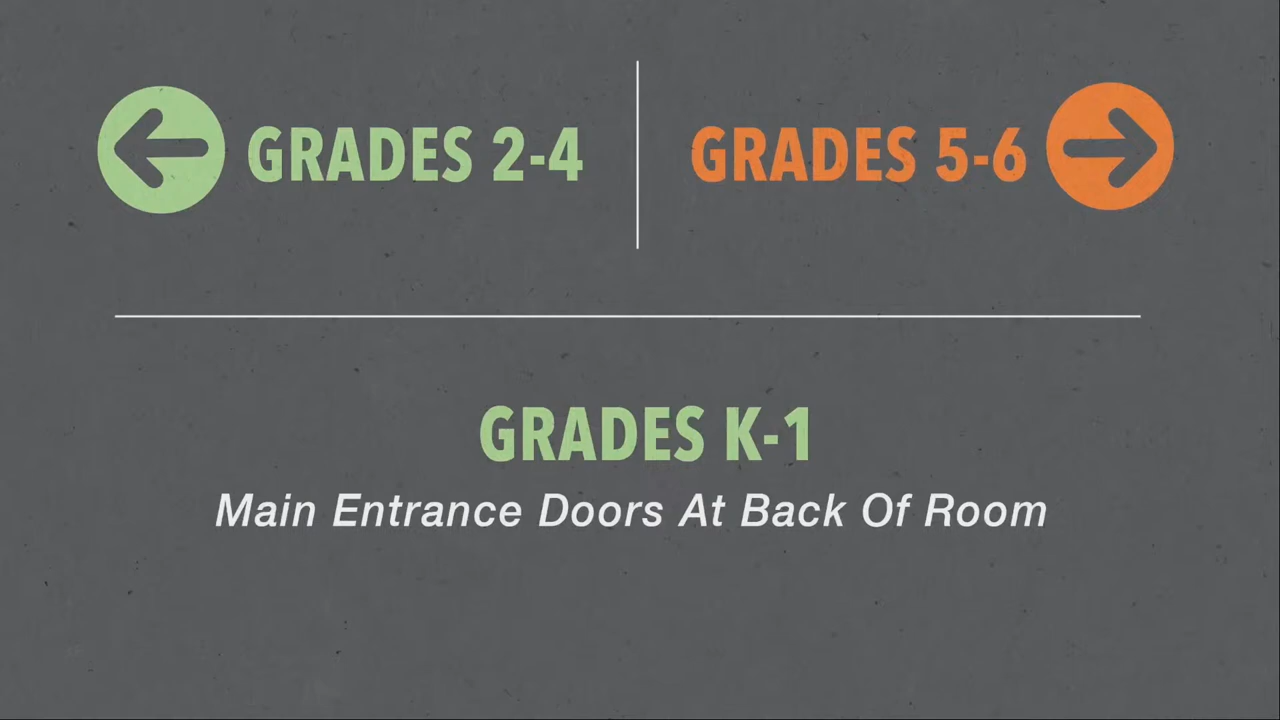 GRADES 2-4
GRADES 5-6
GRADES K-1
Main Entrance Doors At Back Of Room